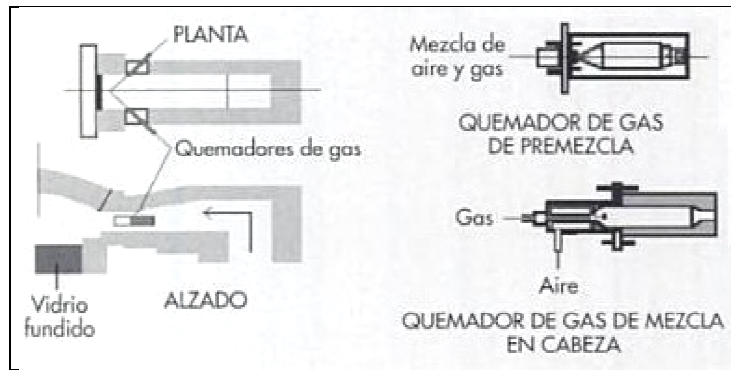 PLANTA
Quemadores de gas
Vidrio
fundido
ALZADO
Mezcla de
aire y gas
QUEMADOR DE GAS
DE PREMEZCLA
Gas
Aire
QUEMADOR DE GAS DE MEZCLA
EN CABEZA